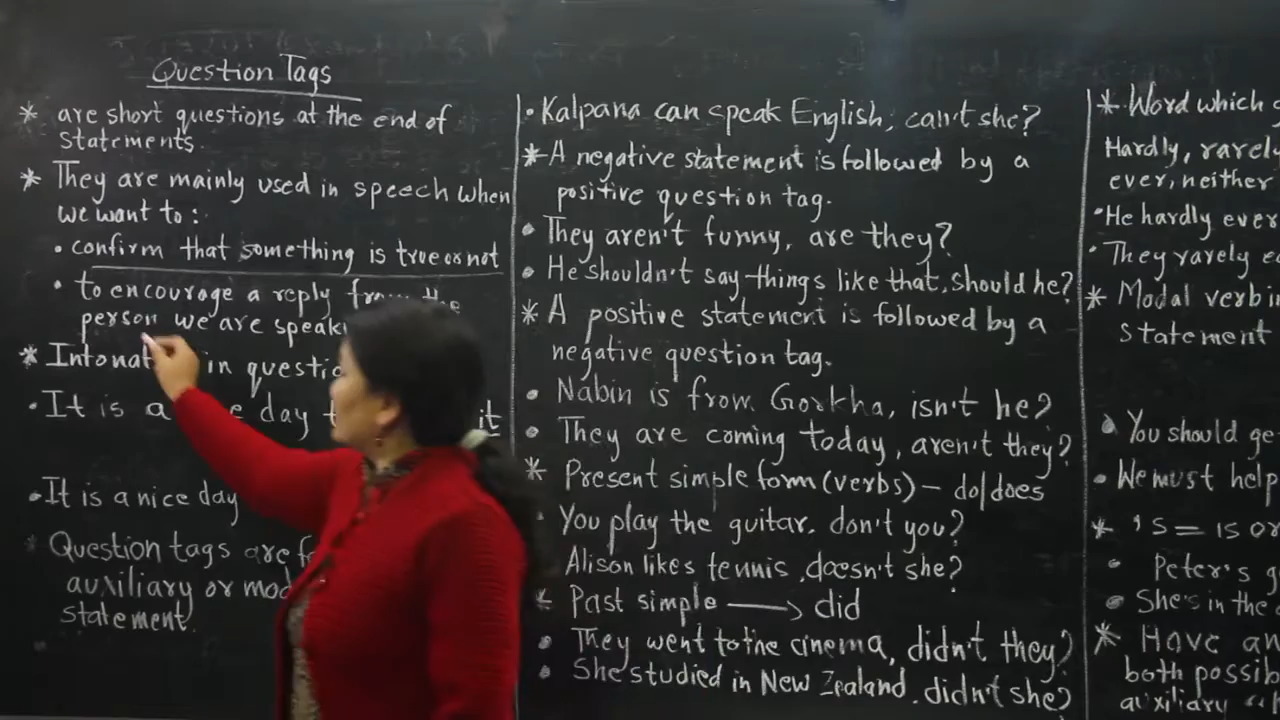 Question Tags
* are short questions at the end of
statements.
* They are mainly used in speech when
we want to:
• confirm that something is true or not
• to encourage a reply from the
person we are
* in
• It is a day it
• It is a nice day
* Question tags are
auxiliary or
statement.
• Kalpana can speak English, can't she?
* A negative statement is followed by a
positive question tag.
• They aren't funny, are they?
• He shouldn't say things like that, should he?
* A positive statement is followed by a
negative question tag.
• Nabin is from Gorkha, isn't he?
• They are coming today, aren't they?
* Present simple form (verbs) – do/does
• You play the guitar. don't you?
Alison likes tennis, doesn't she?
* Past simple → did
• They went to the cinema, didn't they?
• She studied in New Zealand. didn't she?
* Word which
Hardly, rarely
ever, neither
• He hardly ever
• They rarely
* Modal verb
statement
• You should
• We must help
* 's = is or
• Peter's
• She's in the
* Have
both
auxiliary